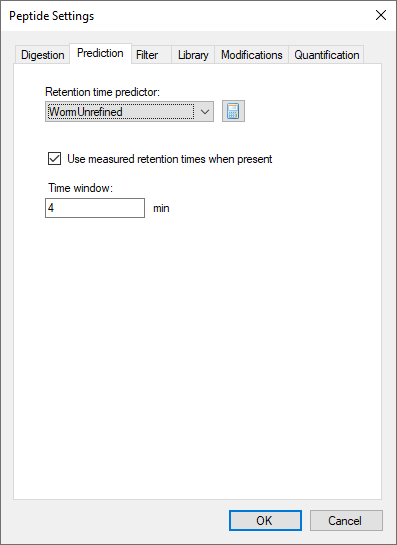 Peptide Settings
Digestion Prediction Filter Library Modifications Quantification
Retention time predictor:
WormUnrefined
Use measured retention times when present
Time window:
4 min
OK Cancel